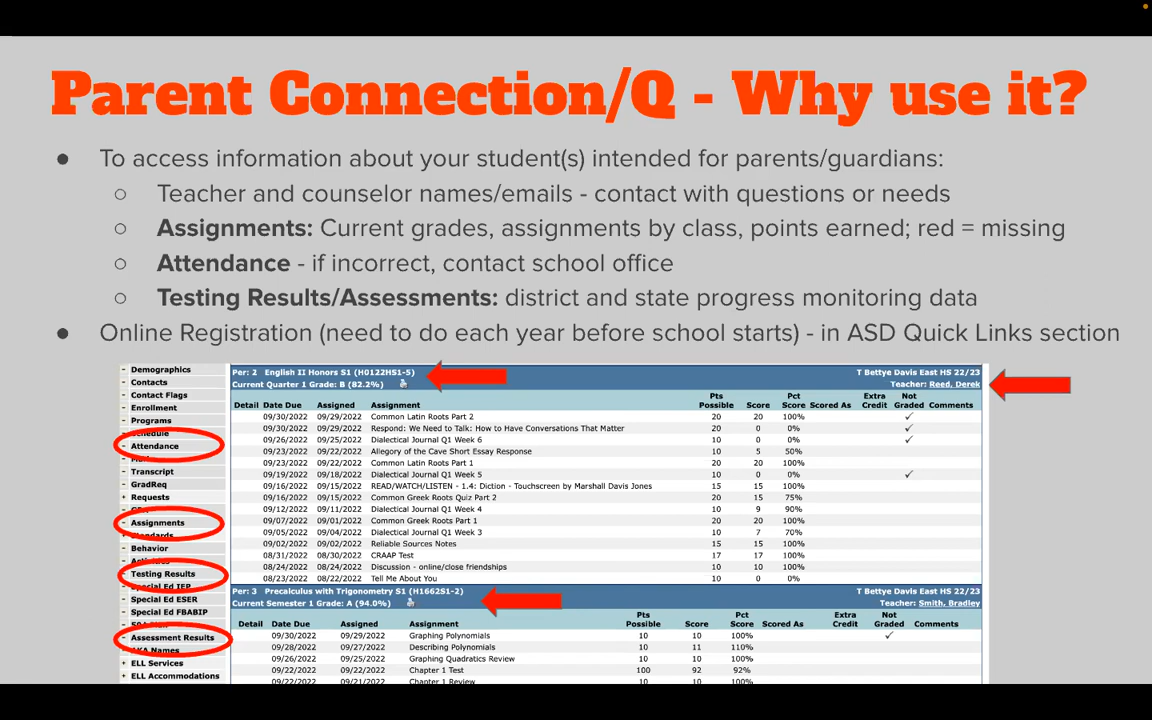 Parent Connection/Q - Why use it?
● To access information about your student(s) intended for parents/guardians:
○ Teacher and counselor names/emails - contact with questions or needs
○ Assignments: Current grades, assignments by class, points earned; red = missing
○ Attendance - if incorrect, contact school office
○ Testing Results/Assessments: district and state progress monitoring data
● Online Registration (need to do each year before school starts) - in ASD Quick Links section
- Demographics
- Contacts
- Contact Flags
- Enrollment
- Programs
- Schedule
- Attendance
- Transcript
- GradReq
+ Requests
- Assignments
- Standards
- Behavior
- Testing Results
- Special Ed IEP
- Special Ed ESER
- Special Ed FBABIP
- Assessment Results
- AKA Names
+ ELL Services
+ ELL Accommodations
Per: 2 English II Honors S1 (H0122HS1-5) T Bettye Davis East HS 22/23
Current Quarter 1 Grade: B (82.2%) Teacher: Reed, Derek
Detail Date Due Assigned Assignment Pts Possible Score Pct Score Scored As Extra Credit Not Graded Comments
09/30/2022 09/29/2022 Common Latin Roots Part 2 20 20 100% ✓
09/30/2022 09/29/2022 Respond: We Need to Talk: How to Have Conversations That Matter 20 0 0% ✓
09/26/2022 09/25/2022 Dialectical Journal Q1 Week 6 10 0 0% ✓
09/23/2022 09/22/2022 Allegory of the Cave Short Essay Response 10 5 50%
09/23/2022 09/22/2022 Common Latin Roots Part 1 20 20 100%
09/19/2022 09/18/2022 Dialectical Journal Q1 Week 5 10 0 0% ✓
09/16/2022 09/15/2022 READ/WATCH/LISTEN - 1.4: Diction - Touchscreen by Marshall Davis Jones 15 15 100%
09/16/2022 09/15/2022 Common Greek Roots Quiz Part 2 20 15 75%
09/12/2022 09/11/2022 Dialectical Journal Q1 Week 4 10 9 90%
09/07/2022 09/01/2022 Common Greek Roots Part 1 20 20 100%
09/05/2022 09/04/2022 Dialectical Journal Q1 Week 3 10 7 70%
09/02/2022 09/02/2022 Reliable Sources Notes 15 15 100%
08/31/2022 08/30/2022 CRAAP Test 17 17 100%
08/24/2022 08/24/2022 Discussion - online/close friendships 10 10 100%
08/23/2022 08/22/2022 Tell Me About You 10 0 0%
Per: 3 Precalculus with Trigonometry S1 (H1662S1-2) T Bettye Davis East HS 22/23
Current Semester 1 Grade: A (94.0%) Teacher: Smith, Bradley
Detail Date Due Assigned Assignment Pts Possible Score Pct Score Scored As Extra Credit Not Graded Comments
09/30/2022 09/29/2022 Graphing Polynomials 10 10 100% ✓
09/28/2022 09/27/2022 Describing Polynomials 10 11 110%
09/26/2022 09/25/2022 Graphing Quadratics Review 10 10 100%
09/22/2022 09/22/2022 Chapter 1 Test 100 92 92%
09/22/2022 09/21/2022 Chapter 1 Review 10 10 100%